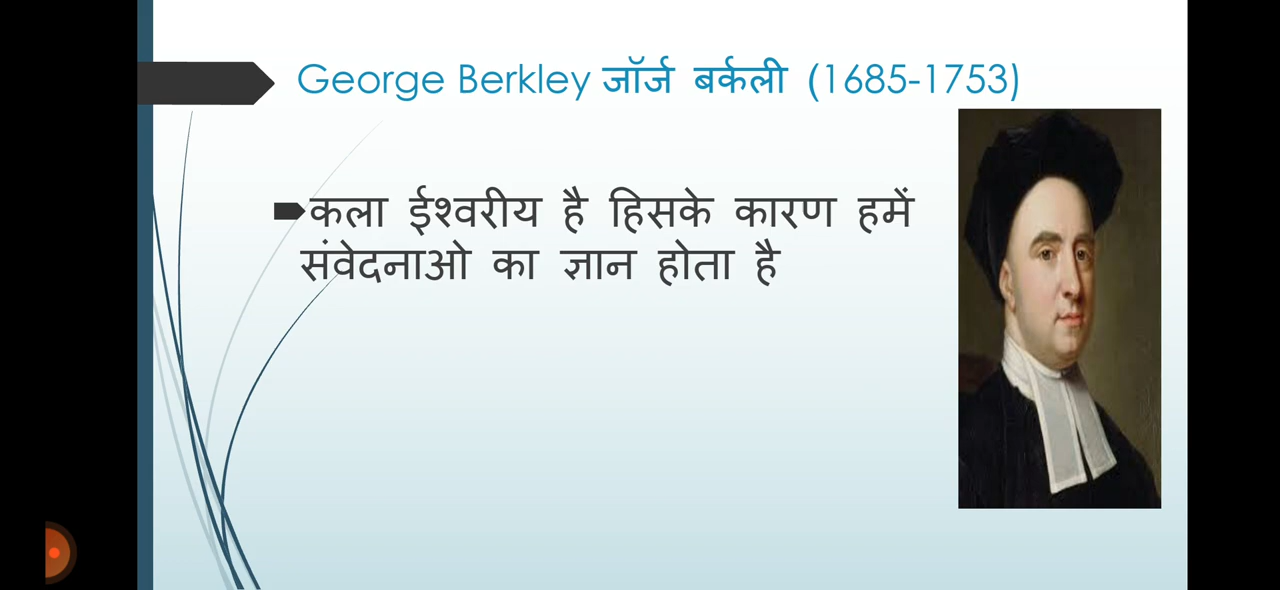 George Berkley जॉर्ज बर्कली (1685-1753)
कला ईश्वरीय है हिसके कारण हमें
संवेदनाओ का ज्ञान होता है